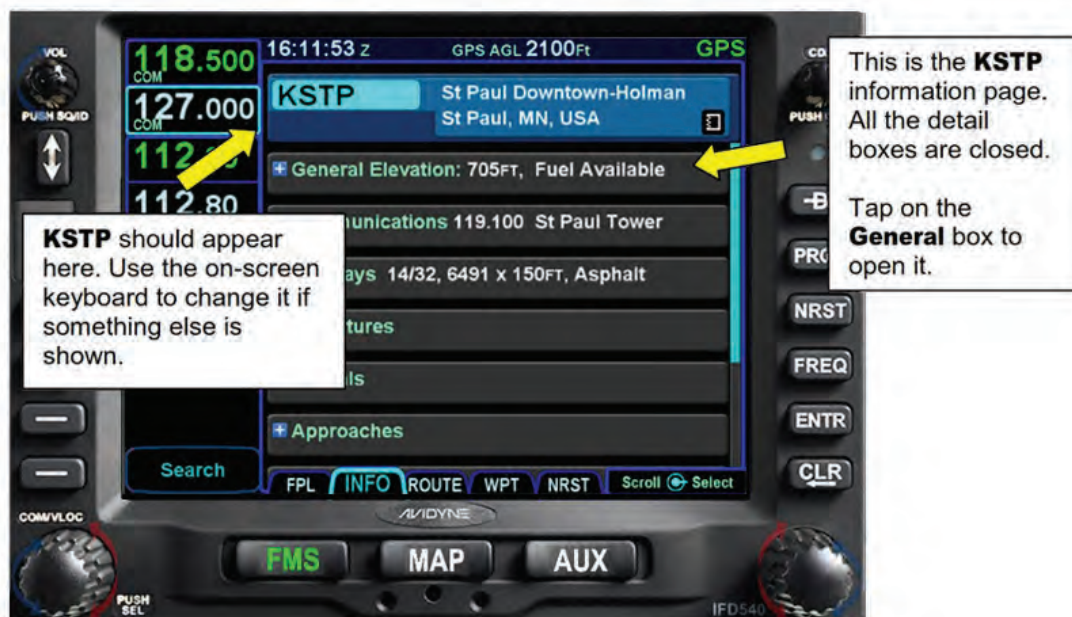 VOL
PUSH SQ/ID
118.500
COM
127.000
COM
112.
112.80
16:11:53 Z
GPS AGL 2100FT
GPS
KSTP
St Paul Downtown-Holman
St Paul, MN, USA
General Elevation: 705FT, Fuel Available
unications 119.100 St Paul Tower
ays 14/32, 6491 x 150FT, Asphalt
tures
ls
Approaches
Search
FPL INFO ROUTE WPT NRST Scroll Select
KSTP should appear
here. Use the on-screen
keyboard to change it if
something else is
shown.
This is the KSTP
information page.
All the detail
boxes are closed.
Tap on the
General box to
open it.
PUSH
NRST
FREQ
ENTR
CLR
AVIDYNE
COM/VLOC
PUSH
SEL
FMS
MAP
AUX
IFD540